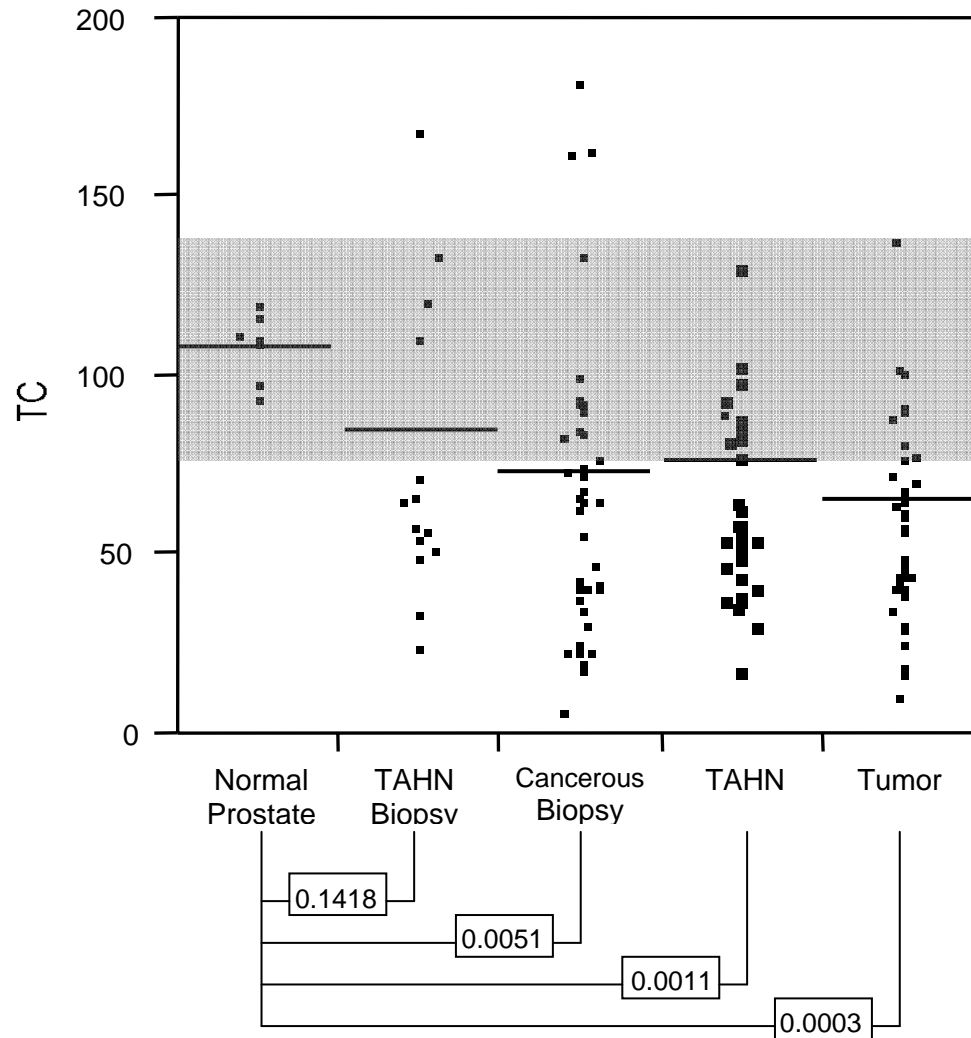 200
150
100
50
0
TC
Normal Prostate
TAHN Biopsy
Cancerous Biopsy
TAHN
Tumor
0.1418
0.0051
0.0011
0.0003